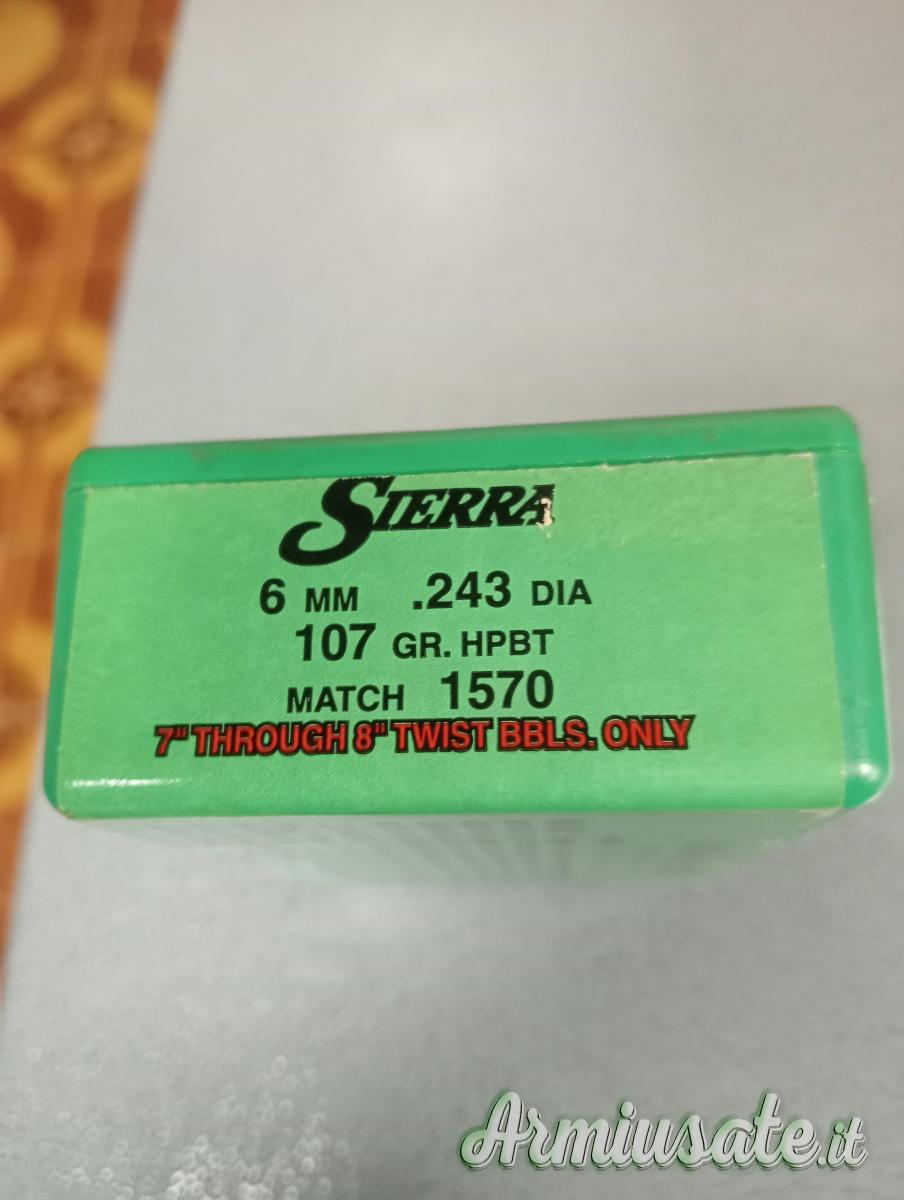 SIERRA
6 MM .243 DIA
107 GR. HPBT
MATCH 1570
7" THROUGH 8" TWIST BBLS. ONLY
Armiusate.it